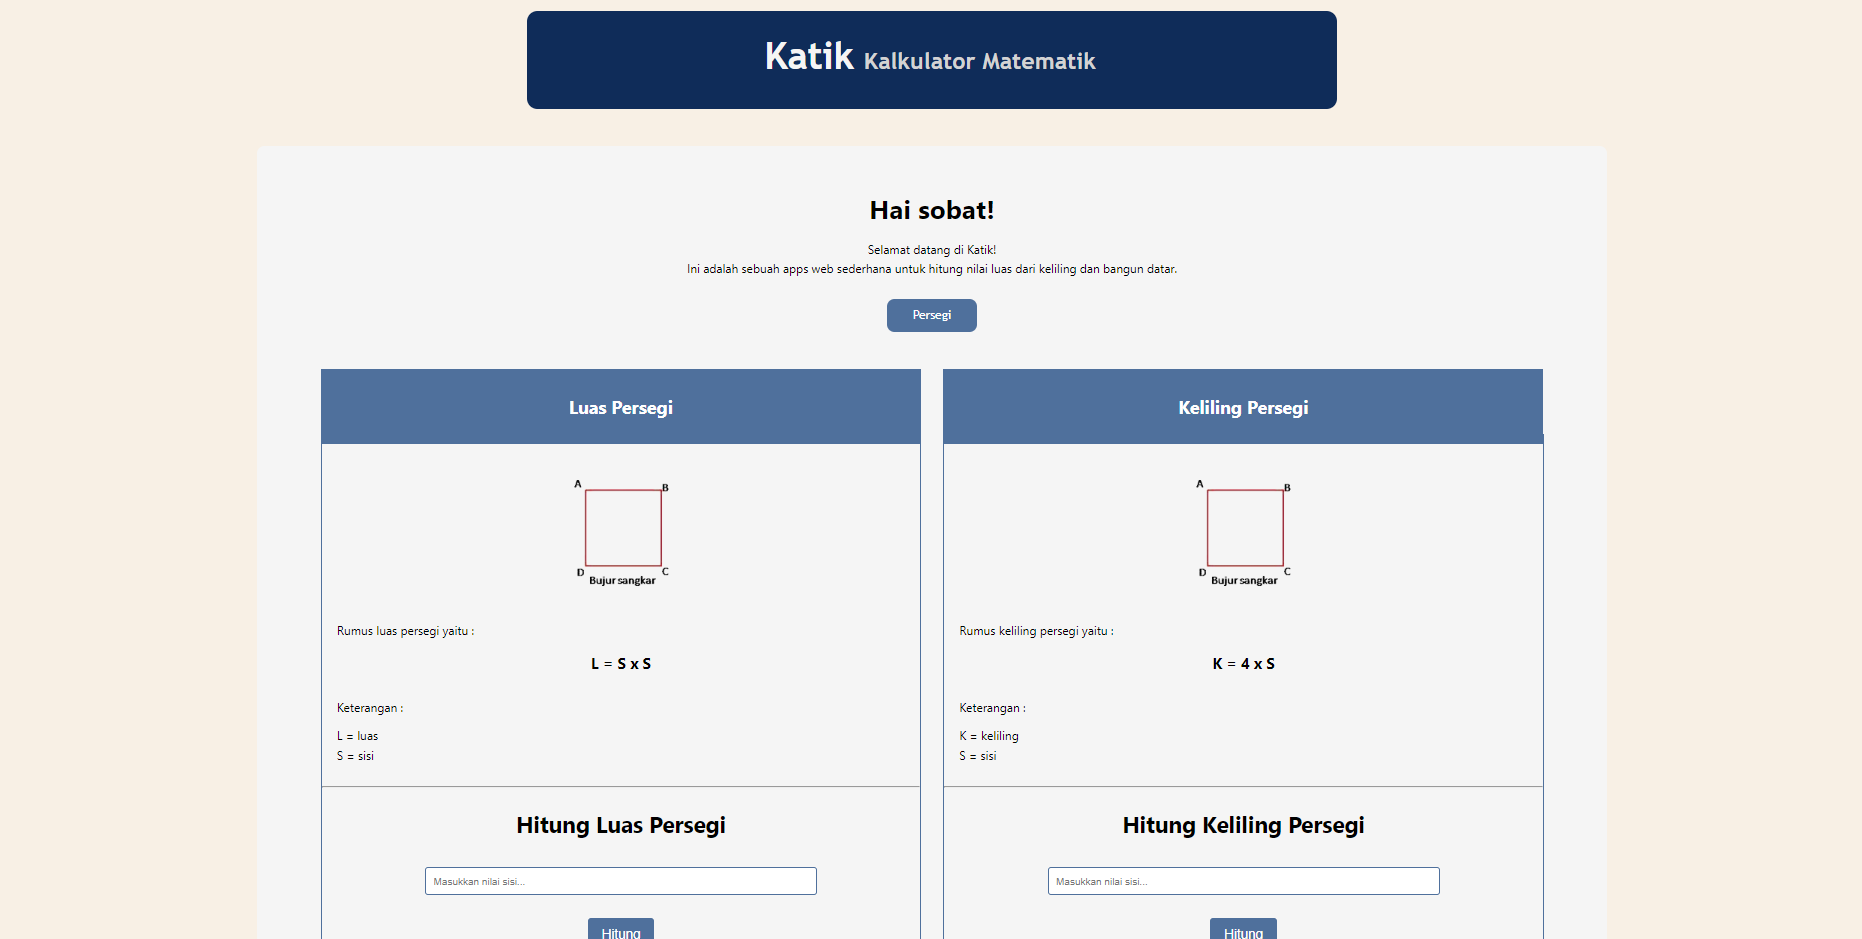 Katik Kalkulator Matematik
Hai sobat!
Selamat datang di Katik!
Ini adalah sebuah apps web sederhana untuk hitung nilai luas dari keliling dan bangun datar.
Persegi
Luas Persegi
A
B
D
C
Bujur sangkar
Rumus luas persegi yaitu :
L = S x S
Keterangan :
L = luas
S = sisi
Hitung Luas Persegi
Masukkan nilai sisi...
Hitung
Keliling Persegi
A
B
D
C
Bujur sangkar
Rumus keliling persegi yaitu :
K = 4 x S
Keterangan :
K = keliling
S = sisi
Hitung Keliling Persegi
Masukkan nilai sisi...
Hitung